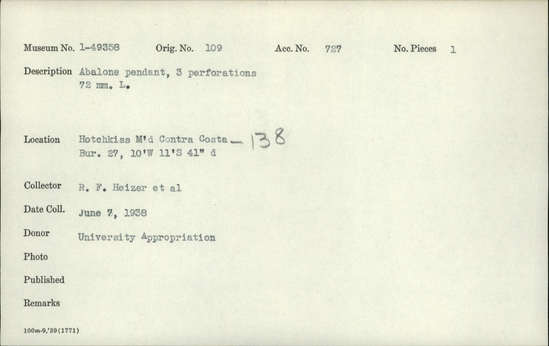 Museum No. 1-49358 Orig. No. 109 Acc. No. 727 No. Pieces 1
Description Abalone pendant, 3 perforations
72 mm. L.
Location Hotchkiss M'd Contra Costa — 138
Bur. 27, 10'W 11'S 41" d
Collector R. F. Heizer et al
Date Coll. June 7, 1938
Donor University Appropriation
Photo
Published
Remarks
100m-9,'39(1771)